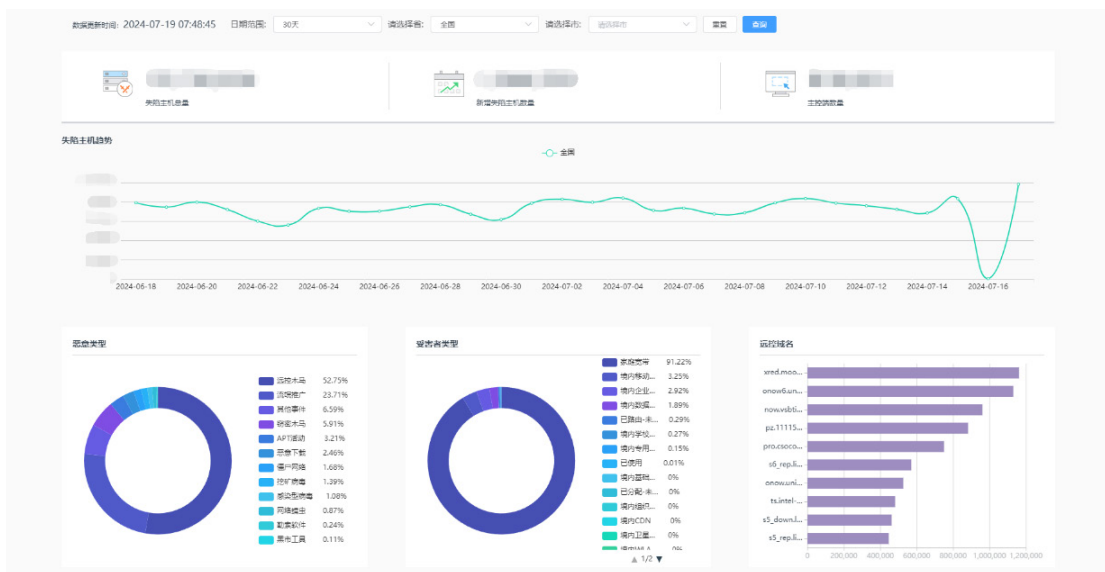 数据更新时间: 2024-07-19 07:48:45 日期范围: 30天 请选择省: 全国 请选择市: 请选择市 重置 查询
失陷主机总量
新增失陷主机数量
主控端数量
失陷主机趋势
全国
2024-06-18 2024-06-20 2024-06-22 2024-06-24 2024-06-26 2024-06-28 2024-06-30 2024-07-02 2024-07-04 2024-07-06 2024-07-08 2024-07-10 2024-07-12 2024-07-14 2024-07-16
恶意类型
远控木马 52.75%
流氓推广 23.71%
其他事件 6.59%
窃密木马 5.91%
APT活动 3.21%
恶意下载 2.46%
僵尸网络 1.68%
挖矿病毒 1.39%
感染型病毒 1.08%
网络蠕虫 0.87%
勒索软件 0.24%
黑市工具 0.11%
受害者类型
家庭宽带 91.22%
境内移动... 3.25%
境内企业... 2.92%
境内数据... 1.89%
已路由-未... 0.29%
境内学校... 0.27%
境内专用... 0.15%
已使用 0.01%
境内基础... 0%
已分配-未... 0%
境内组织... 0%
境内CDN 0%
境内卫星... 0%
境内WLA... 0%
1/2
远控域名
xred.moo...
onow6.un...
now.vsbti...
pz.11115...
pro.csoco...
s6_rep.li...
onow.uni...
ts.intel-...
s5_down.l...
s5_rep.li...
0 200,000 400,000 600,000 800,000 1,000,000 1,200,000